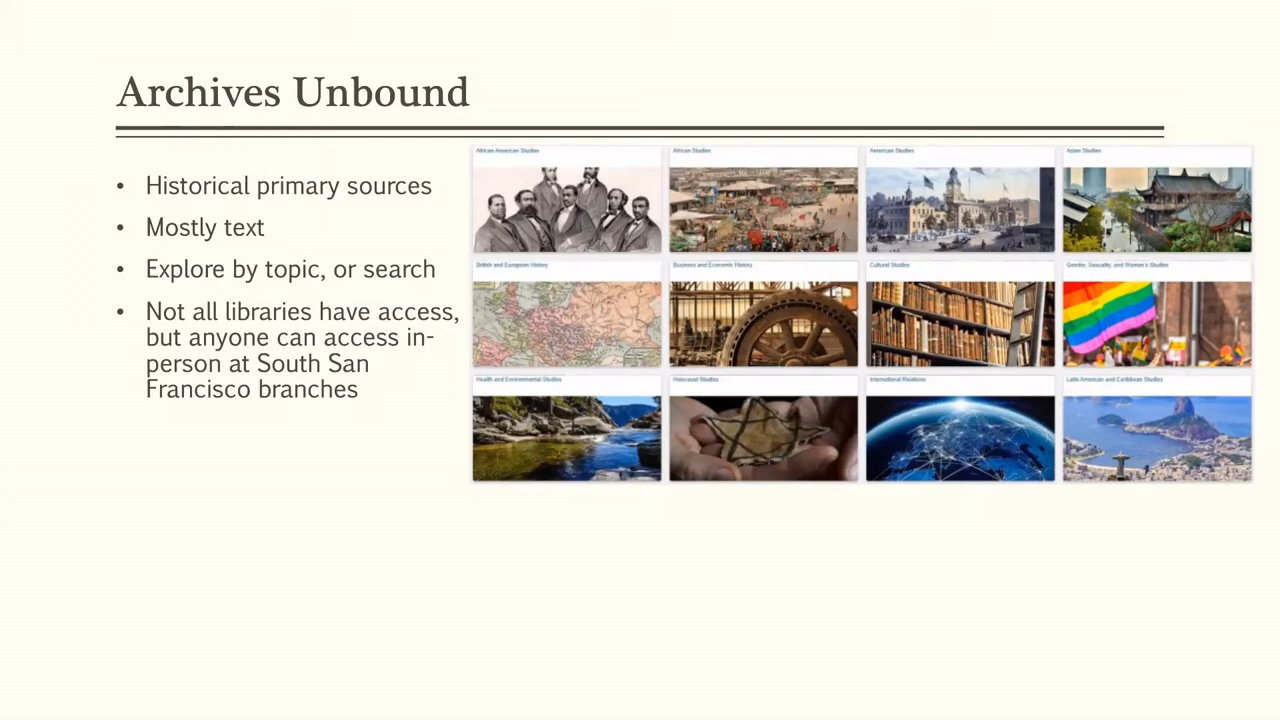 Archives Unbound
• Historical primary sources
• Mostly text
• Explore by topic, or search
• Not all libraries have access,
but anyone can access in-
person at South San
Francisco branches
African American Studies
African Studies
American Studies
Asian Studies
British and European History
Business and Economic History
Cultural Studies
Gender, Sexuality, and Women's Studies
Health and Environmental Studies
Holocaust Studies
International Relations
Latin American and Caribbean Studies